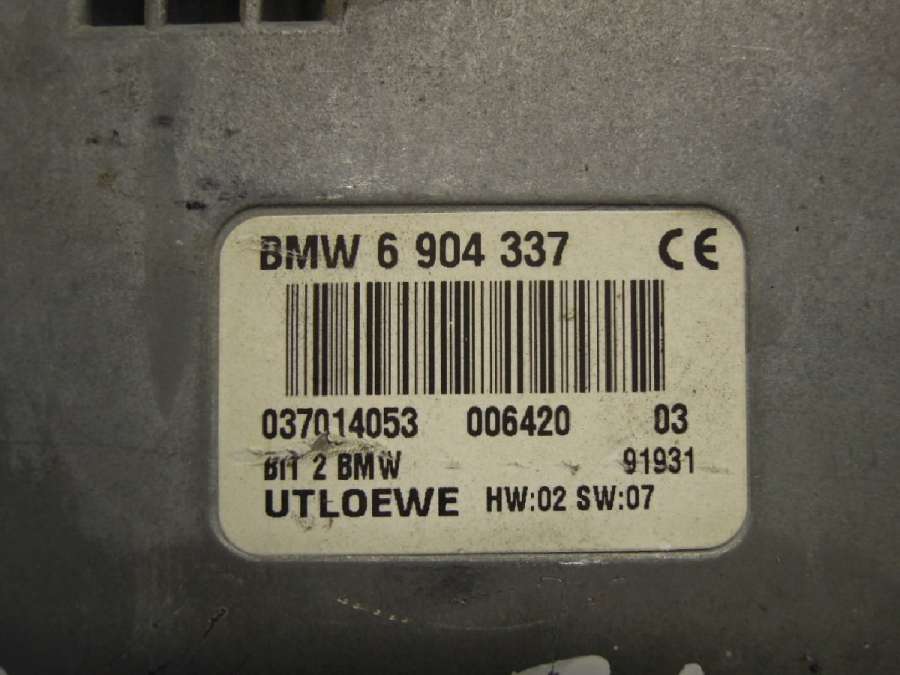 BMW 6 904 337 CE
037014053 006420 03
BIT 2 BMW 91931
UTLOEWE HW:02 SW:07